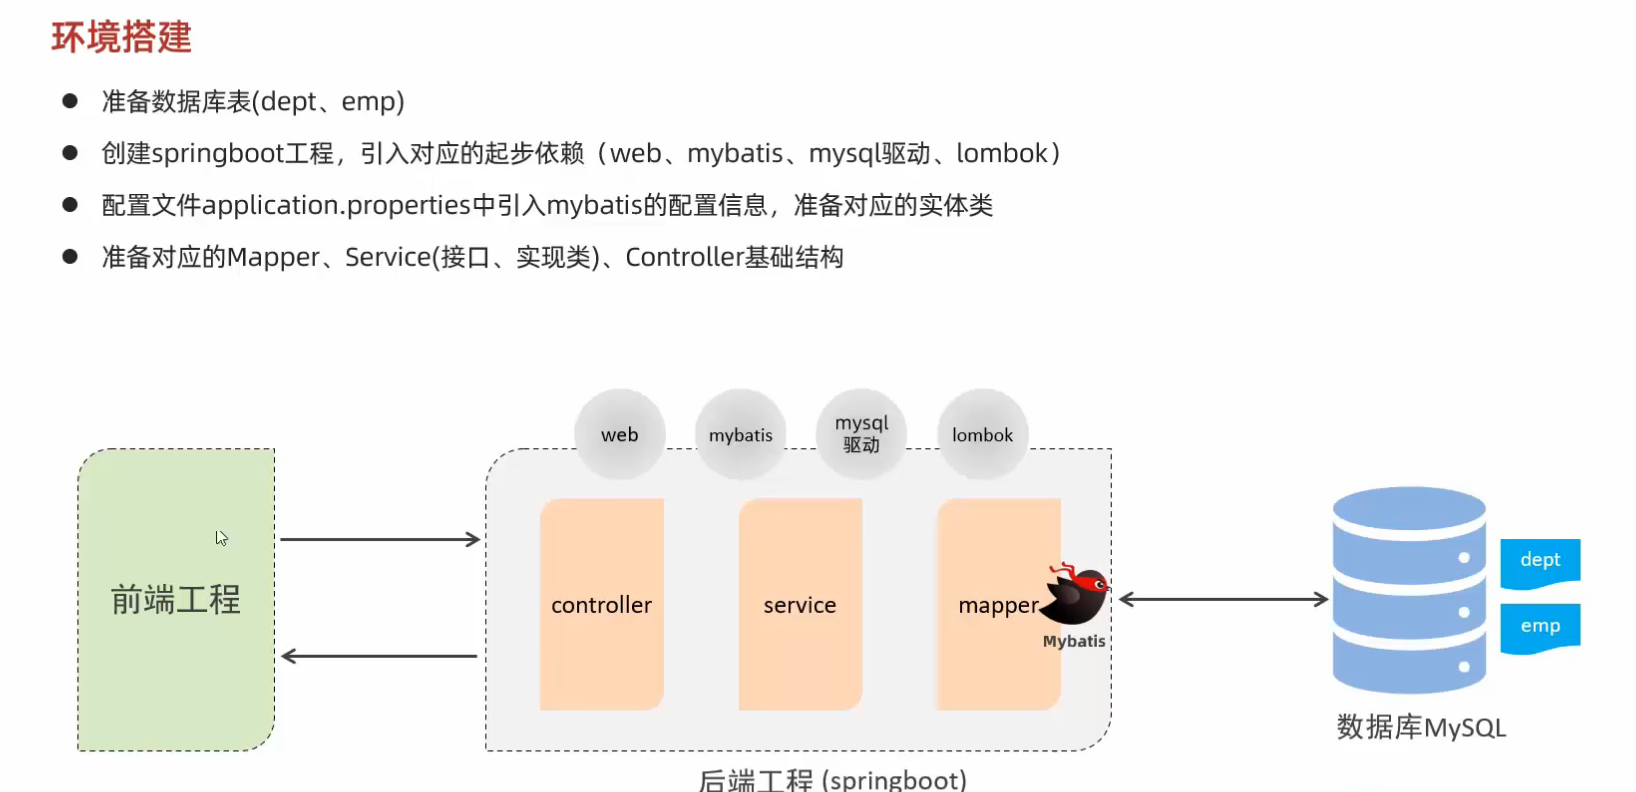 环境搭建
准备数据库表(dept、emp)
创建springboot工程，引入对应的起步依赖（web、mybatis、mysql驱动、lombok）
配置文件application.properties中引入mybatis的配置信息，准备对应的实体类
准备对应的Mapper、Service(接口、实现类)、Controller基础结构
web
mybatis
mysql
驱动
lombok
前端工程
controller
service
mapper
Mybatis
dept
emp
数据库MySQL
后端工程 (springboot)